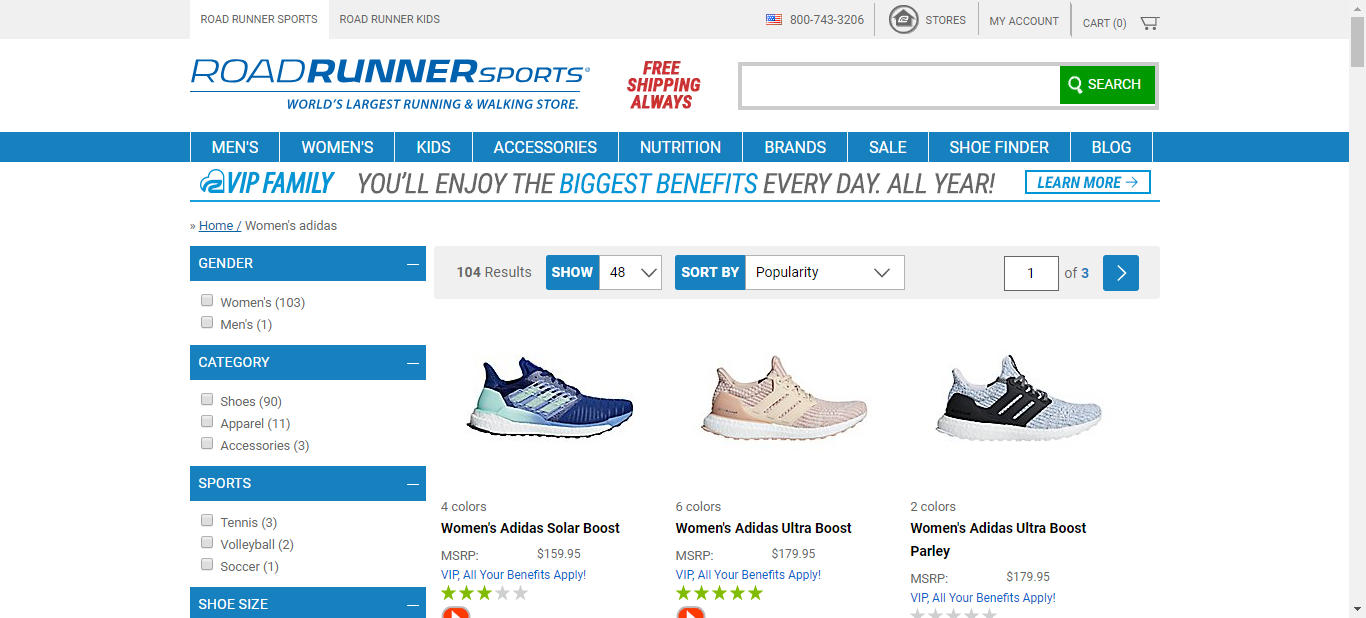 ROAD RUNNER SPORTS
ROAD RUNNER KIDS
800-743-3206
STORES
MY ACCOUNT
CART (0)
ROADRUNNERSPORTS®
WORLD'S LARGEST RUNNING & WALKING STORE.
FREE
SHIPPING
ALWAYS
SEARCH
MEN'S
WOMEN'S
KIDS
ACCESSORIES
NUTRITION
BRANDS
SALE
SHOE FINDER
BLOG
VIP FAMILY
YOU'LL ENJOY THE BIGGEST BENEFITS EVERY DAY. ALL YEAR!
LEARN MORE →
» Home / Women's adidas
GENDER
Women's (103)
Men's (1)
CATEGORY
Shoes (90)
Apparel (11)
Accessories (3)
SPORTS
Tennis (3)
Volleyball (2)
Soccer (1)
SHOE SIZE
104 Results
SHOW
48
SORT BY
Popularity
1
of 3
4 colors
Women's Adidas Solar Boost
MSRP: $159.95
VIP, All Your Benefits Apply!
6 colors
Women's Adidas Ultra Boost
MSRP: $179.95
VIP, All Your Benefits Apply!
2 colors
Women's Adidas Ultra Boost
Parley
MSRP: $179.95
VIP, All Your Benefits Apply!